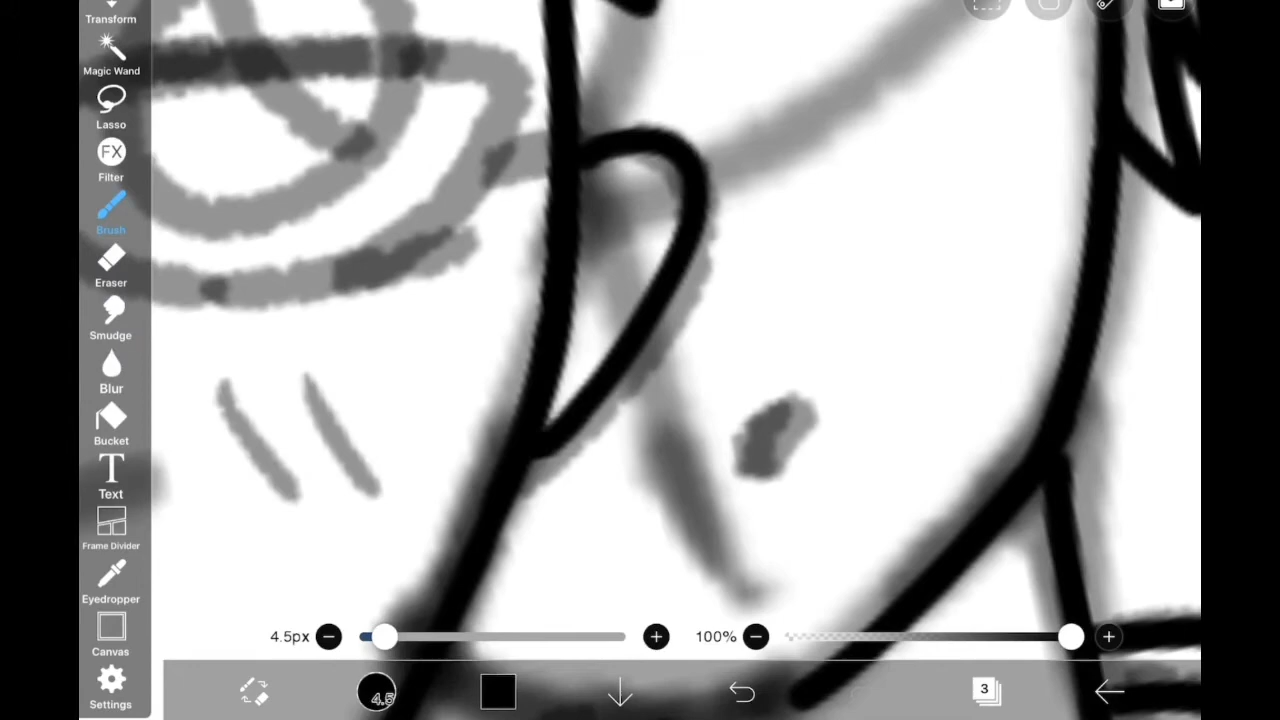 Transform
Magic Wand
Lasso
FX
Filter
Brush
Eraser
Smudge
Blur
Bucket
T
Text
Frame Divider
Eyedropper
Canvas
Settings
4.5px
100%
4.5
3